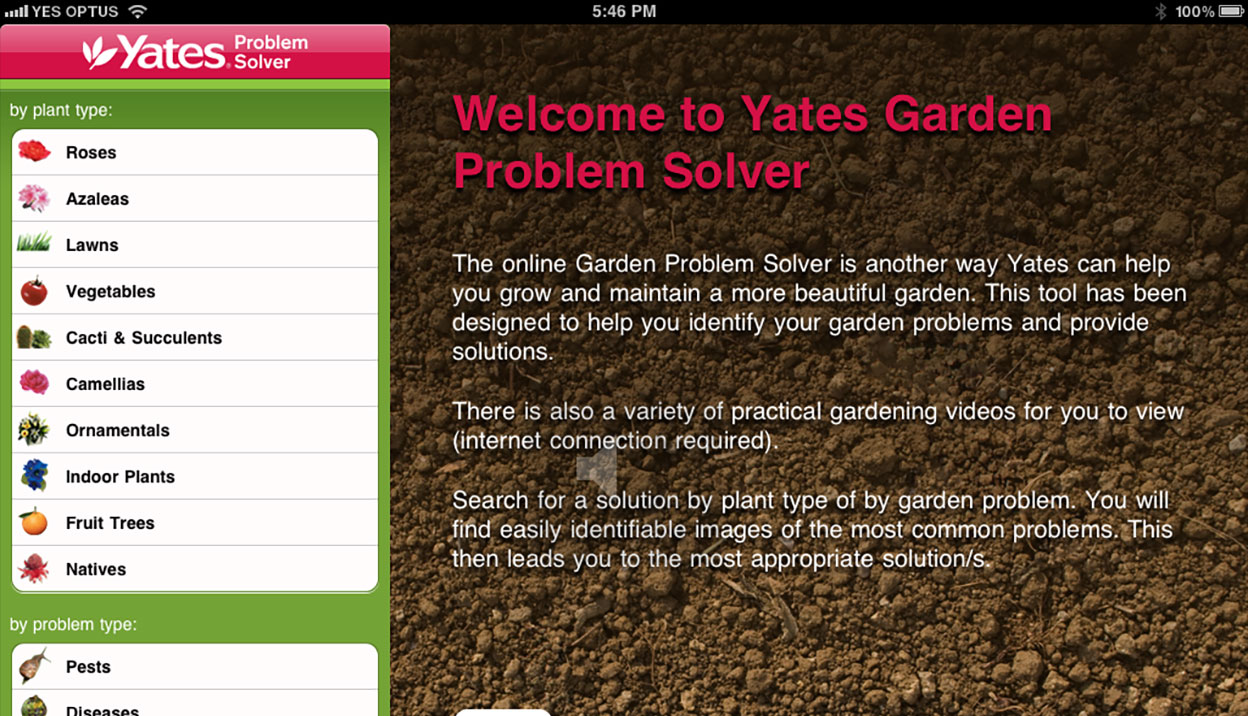 YES OPTUS 5:46 PM 100%
Yates Problem
Solver
by plant type:
Roses
Azaleas
Lawns
Vegetables
Cacti & Succulents
Camellias
Ornamentals
Indoor Plants
Fruit Trees
Natives
by problem type:
Pests
Diseases
Welcome to Yates Garden
Problem Solver
The online Garden Problem Solver is another way Yates can help
you grow and maintain a more beautiful garden. This tool has been
designed to help you identify your garden problems and provide
solutions.
There is also a variety of practical gardening videos for you to view
(internet connection required).
Search for a solution by plant type of by garden problem. You will
find easily identifiable images of the most common problems. This
then leads you to the most appropriate solution/s.